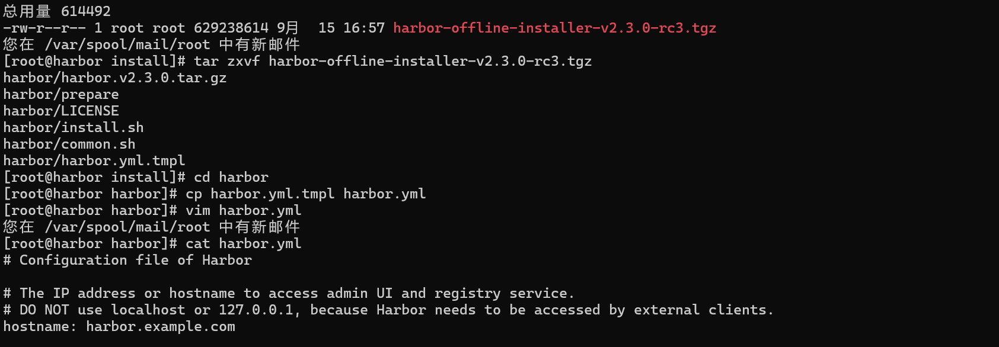 总用量 614492
-rw-r--r-- 1 root root 629238614 9月  15 16:57 harbor-offline-installer-v2.3.0-rc3.tgz
您在 /var/spool/mail/root 中有新邮件
[root@harbor install]# tar zxvf harbor-offline-installer-v2.3.0-rc3.tgz
harbor/harbor.v2.3.0.tar.gz
harbor/prepare
harbor/LICENSE
harbor/install.sh
harbor/common.sh
harbor/harbor.yml.tmpl
[root@harbor install]# cd harbor
[root@harbor harbor]# cp harbor.yml.tmpl harbor.yml
[root@harbor harbor]# vim harbor.yml
您在 /var/spool/mail/root 中有新邮件
[root@harbor harbor]# cat harbor.yml
# Configuration file of Harbor
# The IP address or hostname to access admin UI and registry service.
# DO NOT use localhost or 127.0.0.1, because Harbor needs to be accessed by external clients.
hostname: harbor.example.com